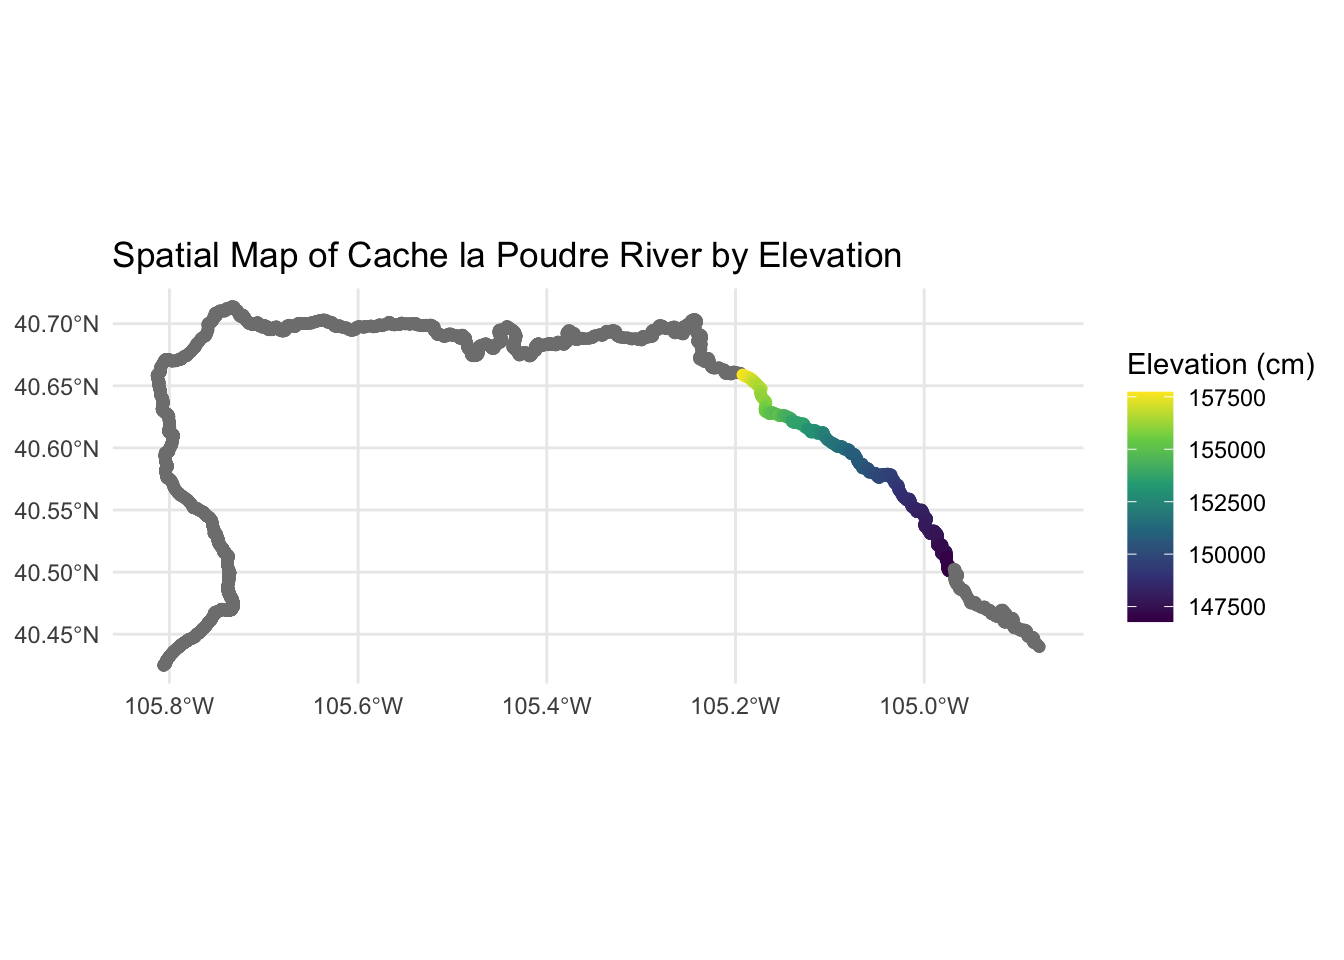 Spatial Map of Cache la Poudre River by Elevation
40.70°N
40.65°N
40.60°N
40.55°N
40.50°N
40.45°N
105.8°W
105.6°W
105.4°W
105.2°W
105.0°W
Elevation (cm)
157500
155000
152500
150000
147500